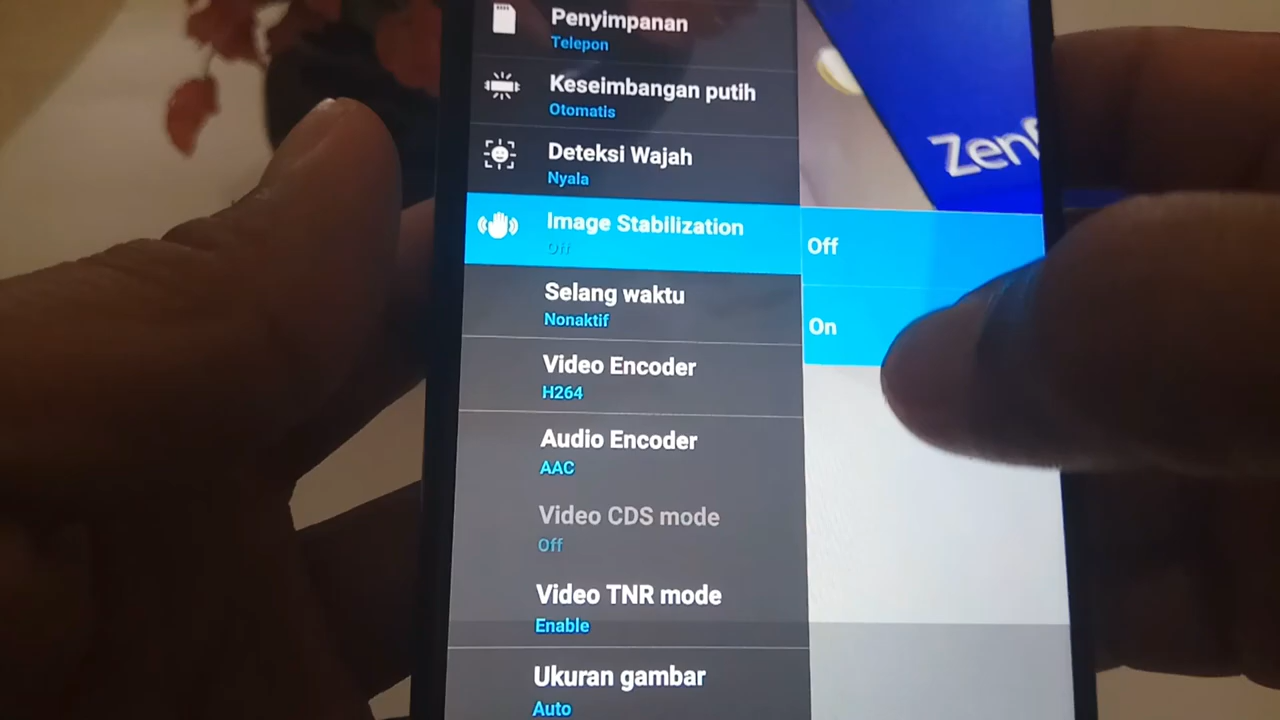 Penyimpanan
Telepon
Keseimbangan putih
Otomatis
Deteksi Wajah
Nyala
Image Stabilization
Off
Off
On
Selang waktu
Nonaktif
Video Encoder
H264
Audio Encoder
AAC
Video CDS mode
Off
Video TNR mode
Enable
Ukuran gambar
Auto
Zenf